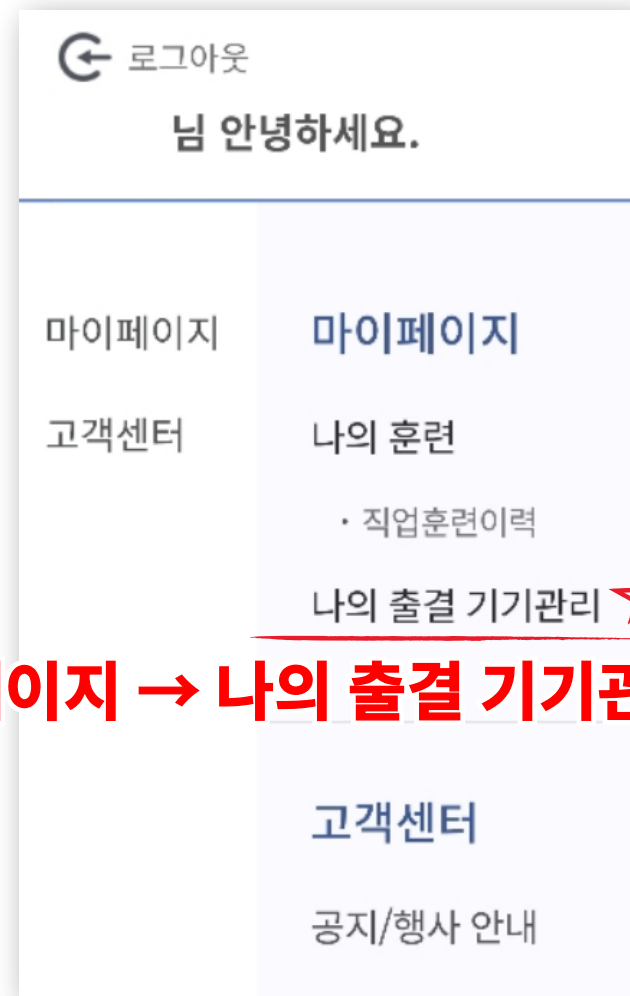 로그아웃
님 안녕하세요.
마이페이지
고객센터
마이페이지
나의 훈련
· 직업훈련이력
나의 출결 기기관리
이지 → 나의 출결 기기관
고객센터
공지/행사 안내